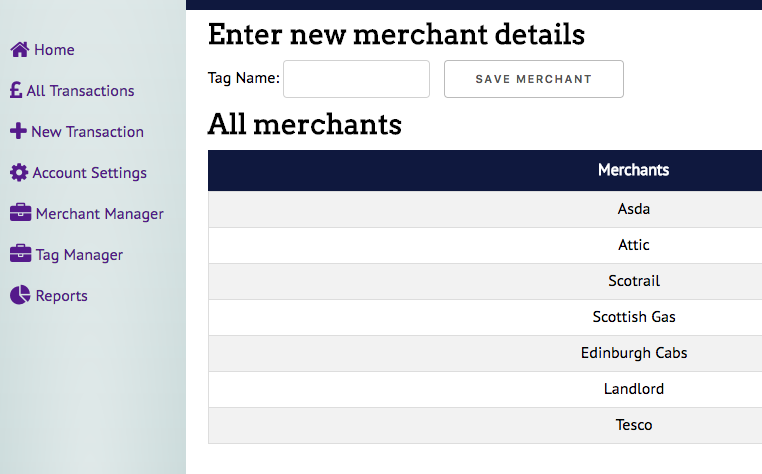 Home
All Transactions
New Transaction
Account Settings
Merchant Manager
Tag Manager
Reports
Enter new merchant details
Tag Name:
SAVE MERCHANT
All merchants
Merchants
Asda
Attic
Scotrail
Scottish Gas
Edinburgh Cabs
Landlord
Tesco